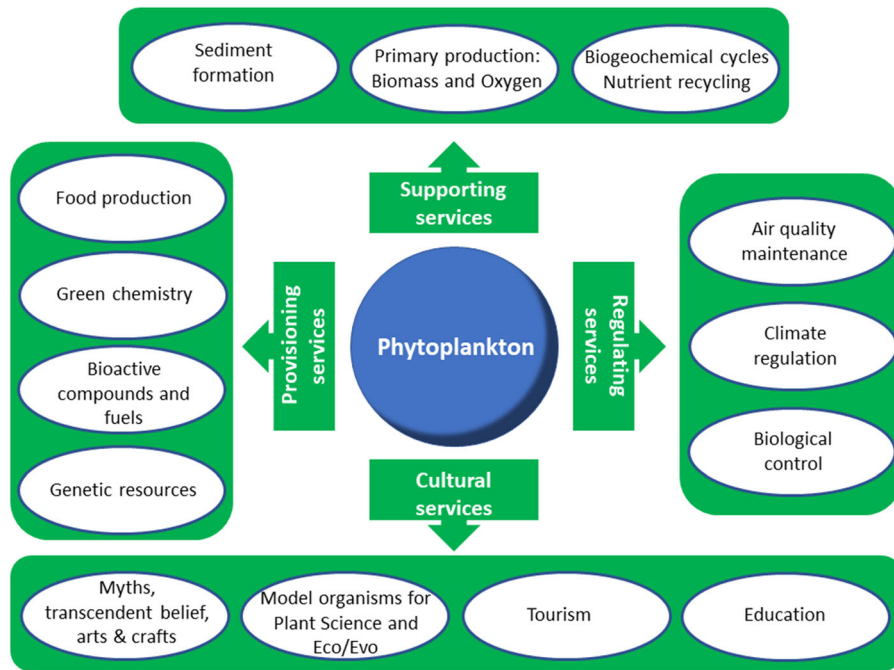 Sediment
formation
Primary production:
Biomass and Oxygen
Biogeochemical cycles
Nutrient recycling
Supporting
services
Food production
Green chemistry
Bioactive
compounds and
fuels
Genetic resources
Provisioning
services
Phytoplankton
Regulating
services
Air quality
maintenance
Climate
regulation
Biological
control
Cultural
services
Myths,
transcendent belief,
arts & crafts
Model organisms for
Plant Science and
Eco/Evo
Tourism
Education